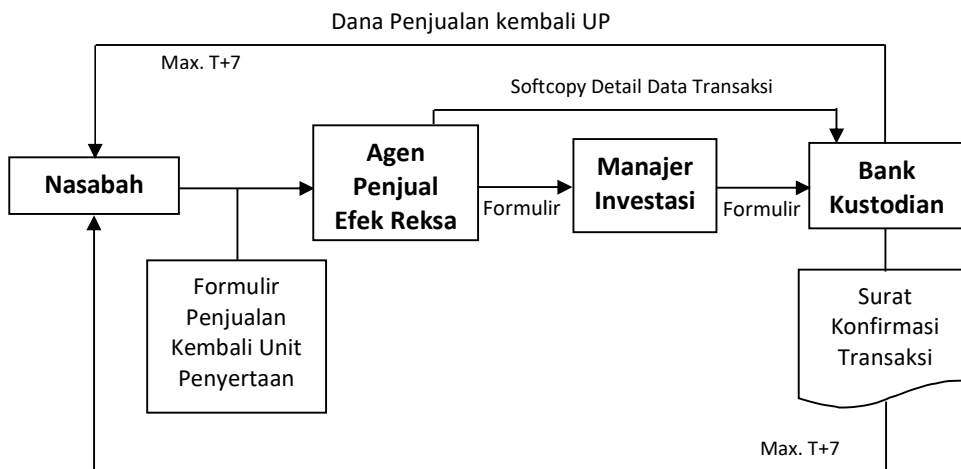 Dana Penjualan kembali UP
Max. T+7
Softcopy Detail Data Transaksi
Nasabah
Agen
Penjual
Efek Reksa
Formulir
Manajer
Investasi
Formulir
Bank
Kustodian
Formulir
Penjualan
Kembali Unit
Penyertaan
Surat
Konfirmasi
Transaksi
Max. T+7